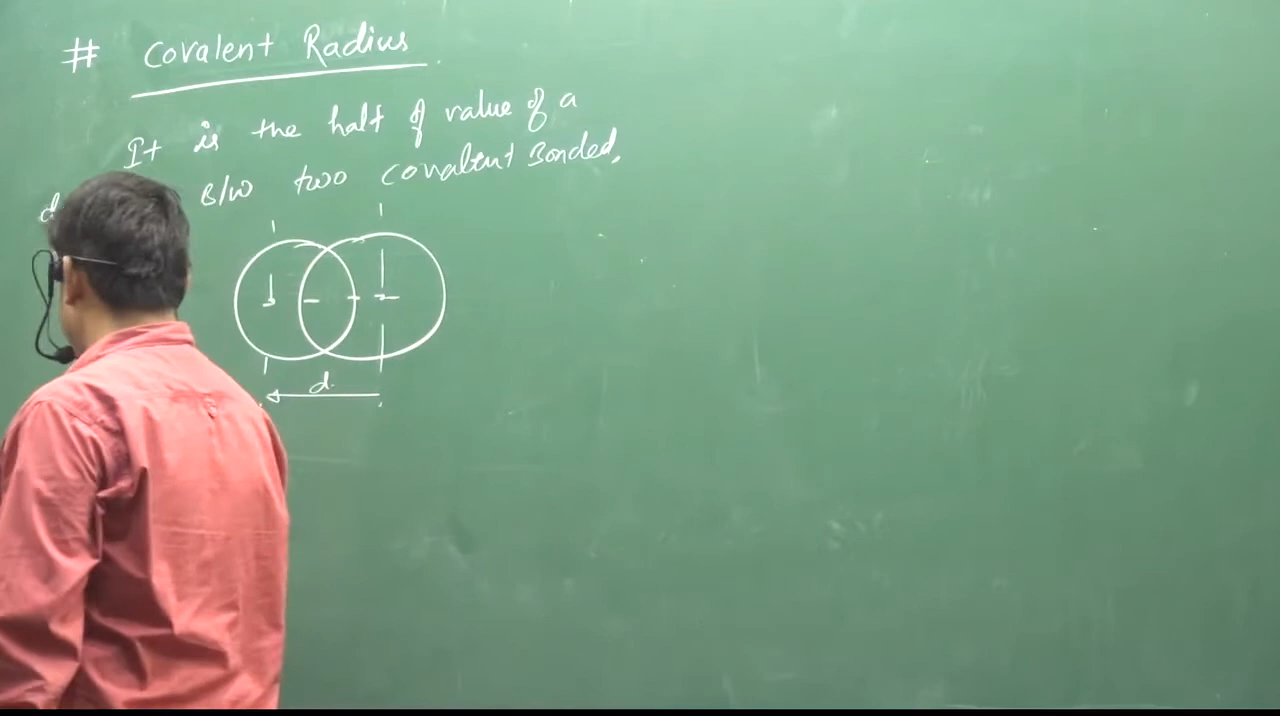 # Covalent Radius
It is the half of value of a
d B/W two covalent Bonded.
d.